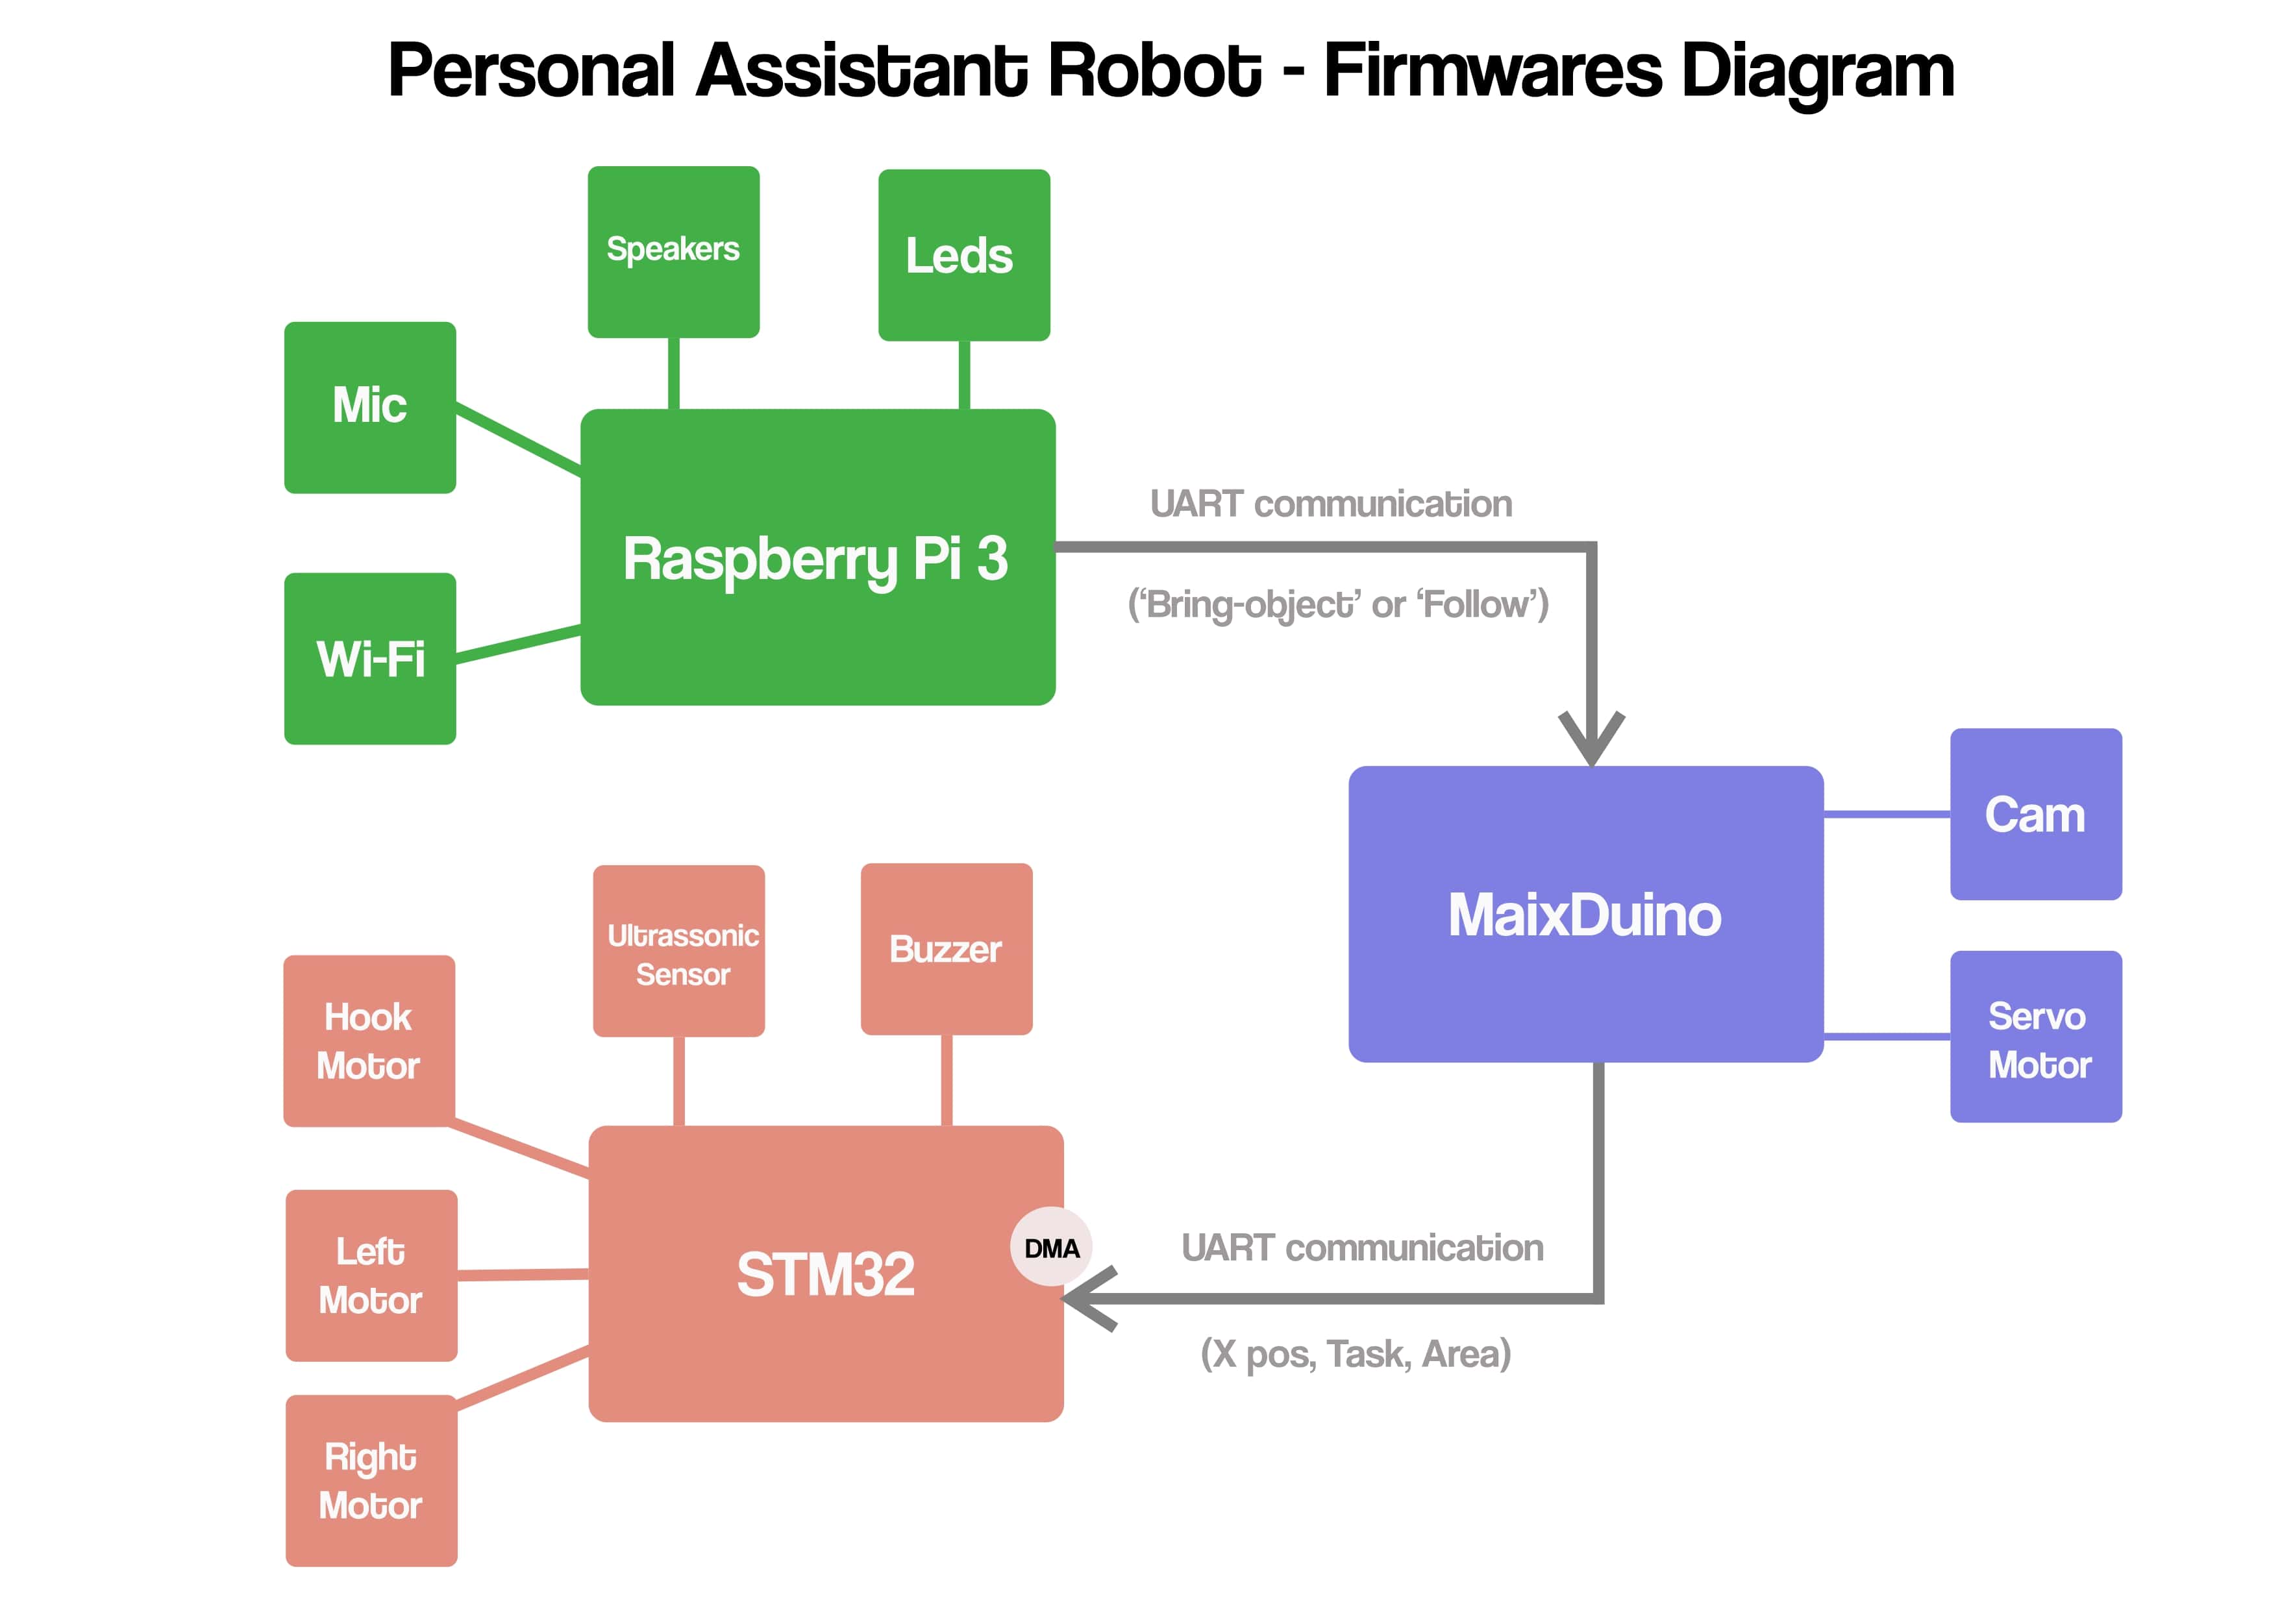 Personal Assistant Robot - Firmwares Diagram
Speakers
Leds
Mic
Wi-Fi
Raspberry Pi 3
UART communication
('Bring-object' or 'Follow')
MaixDuino
Cam
Servo
Motor
Ultrassonic
Sensor
Buzzer
Hook
Motor
Left
Motor
Right
Motor
STM32
DMA
UART communication
(X pos, Task, Area)